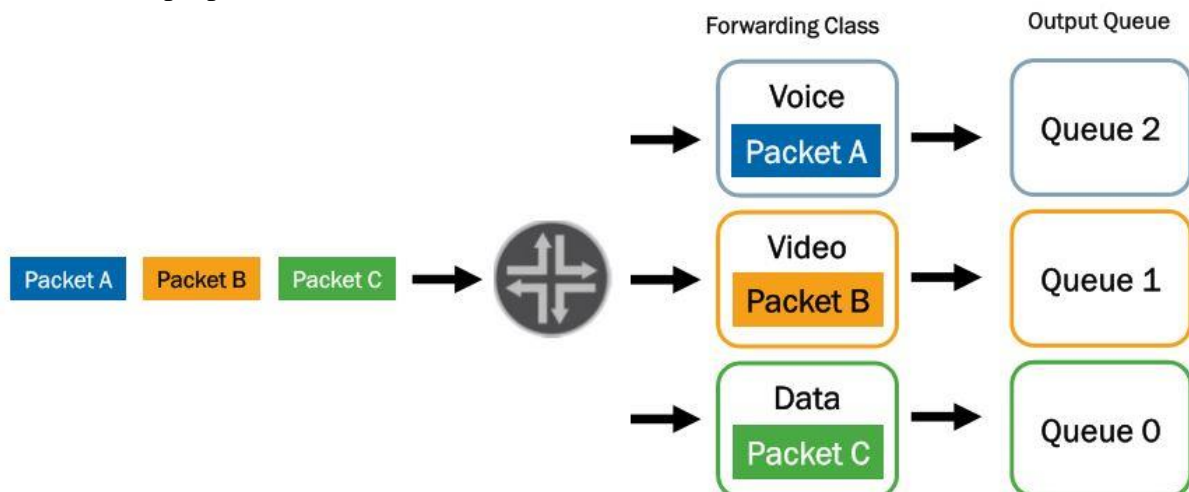 Forwarding Class
Output Queue
Voice
Packet A
Queue 2
Packet A
Packet B
Packet C
Video
Packet B
Queue 1
Data
Packet C
Queue 0